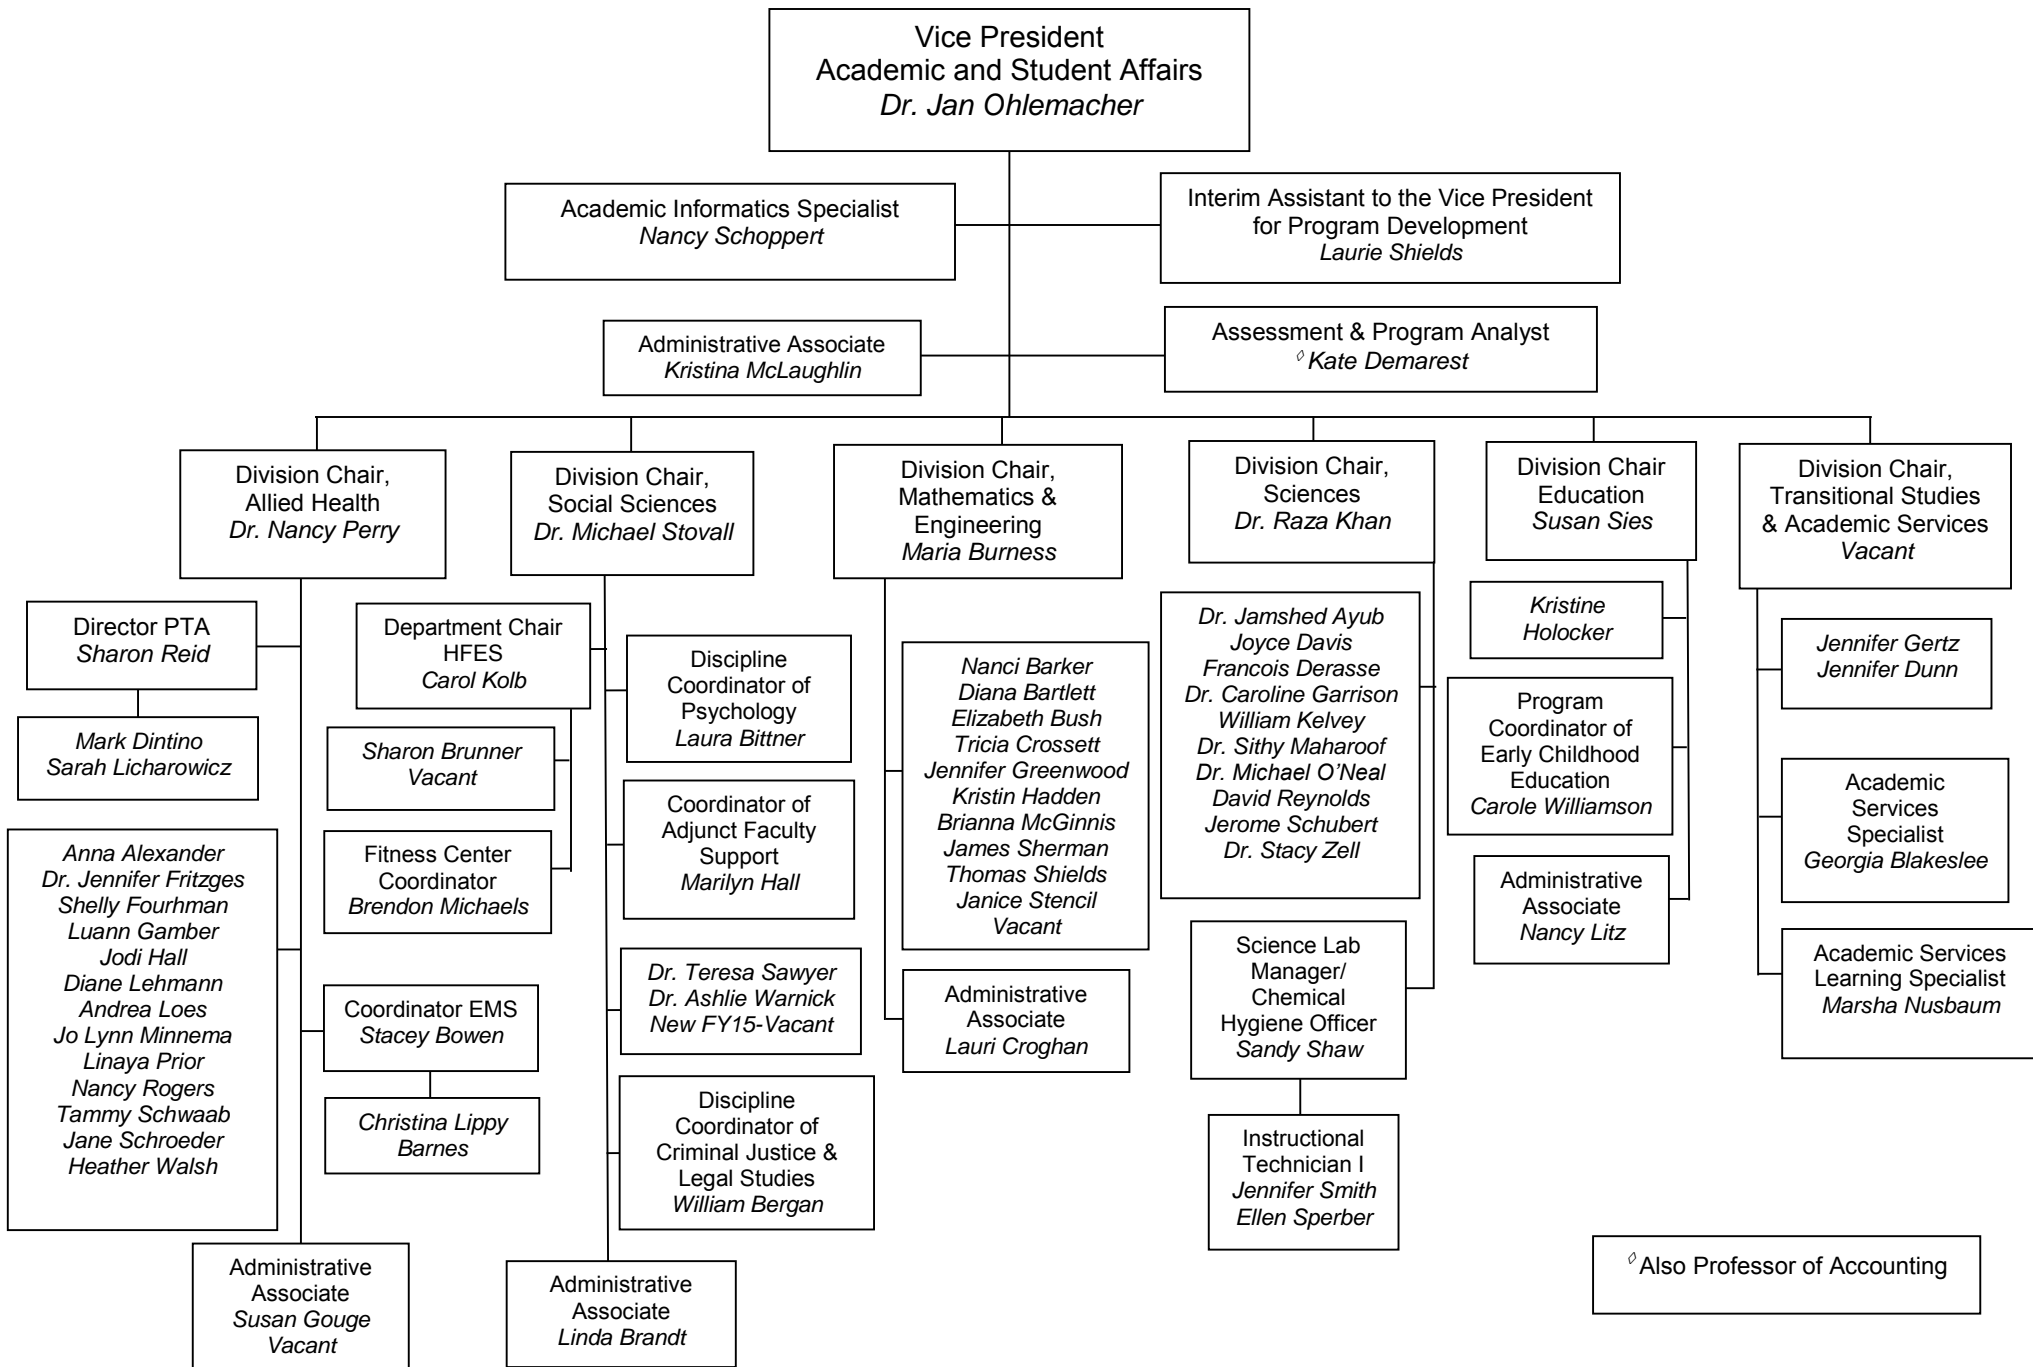 Vice President
Academic and Student Affairs
Dr. Jan Ohlemacher
Academic Informatics Specialist
Nancy Schoppert
Interim Assistant to the Vice President
for Program Development
Laurie Shields
Administrative Associate
Kristina McLaughlin
Assessment & Program Analyst
◊ Kate Demarest
Division Chair,
Allied Health
Dr. Nancy Perry
Director PTA
Sharon Reid
Mark Dintino
Sarah Licharowicz
Anna Alexander
Dr. Jennifer Fritzges
Shelly Fourhman
Luann Gamber
Jodi Hall
Diane Lehmann
Andrea Loes
Jo Lynn Minnema
Linaya Prior
Nancy Rogers
Tammy Schwaab
Jane Schroeder
Heather Walsh
Coordinator EMS
Stacey Bowen
Christina Lippy
Barnes
Administrative
Associate
Susan Gouge
Vacant
Division Chair,
Social Sciences
Dr. Michael Stovall
Department Chair
HFES
Carol Kolb
Sharon Brunner
Vacant
Fitness Center
Coordinator
Brendon Michaels
Discipline
Coordinator of
Psychology
Laura Bittner
Coordinator of
Adjunct Faculty
Support
Marilyn Hall
Dr. Teresa Sawyer
Dr. Ashlie Warnick
New FY15-Vacant
Discipline
Coordinator of
Criminal Justice &
Legal Studies
William Bergan
Administrative
Associate
Linda Brandt
Division Chair,
Mathematics &
Engineering
Maria Burness
Nanci Barker
Diana Bartlett
Elizabeth Bush
Tricia Crossett
Jennifer Greenwood
Kristin Hadden
Brianna McGinnis
James Sherman
Thomas Shields
Janice Stencil
Vacant
Administrative
Associate
Lauri Croghan
Division Chair,
Sciences
Dr. Raza Khan
Dr. Jamshed Ayub
Joyce Davis
Francois Derasse
Dr. Caroline Garrison
William Kelvey
Dr. Sithy Maharoof
Dr. Michael O’Neal
David Reynolds
Jerome Schubert
Dr. Stacy Zell
Science Lab
Manager/
Chemical
Hygiene Officer
Sandy Shaw
Instructional
Technician I
Jennifer Smith
Ellen Sperber
Division Chair
Education
Susan Sies
Kristine
Holocker
Program
Coordinator of
Early Childhood
Education
Carole Williamson
Administrative
Associate
Nancy Litz
Division Chair,
Transitional Studies
& Academic Services
Vacant
Jennifer Gertz
Jennifer Dunn
Academic
Services
Specialist
Georgia Blakeslee
Academic Services
Learning Specialist
Marsha Nusbaum
◊ Also Professor of Accounting